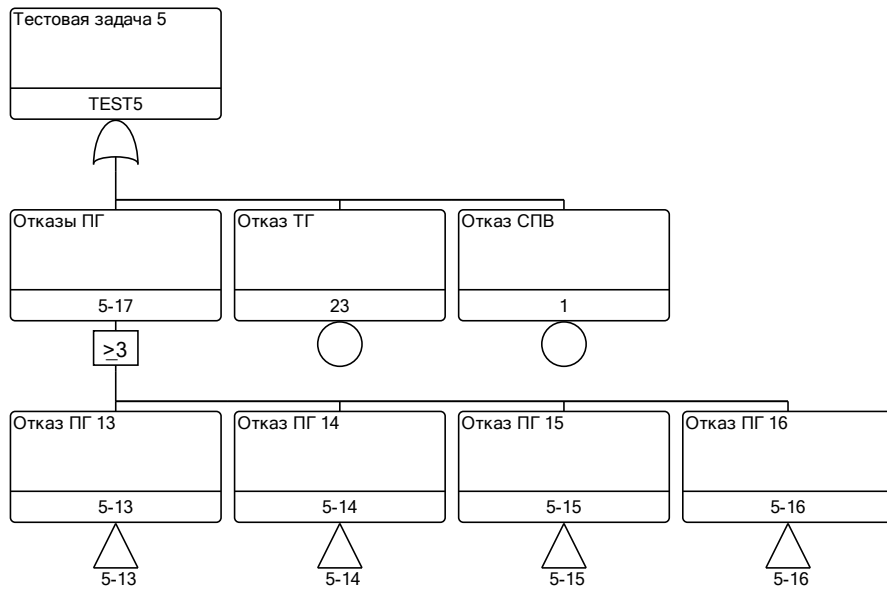 Тестовая задача 5
TEST5
Отказы ПГ
Отказ ТГ
Отказ СПВ
5-17
23
1
≥3
Отказ ПГ 13
Отказ ПГ 14
Отказ ПГ 15
Отказ ПГ 16
5-13
5-14
5-15
5-16
5-13
5-14
5-15
5-16